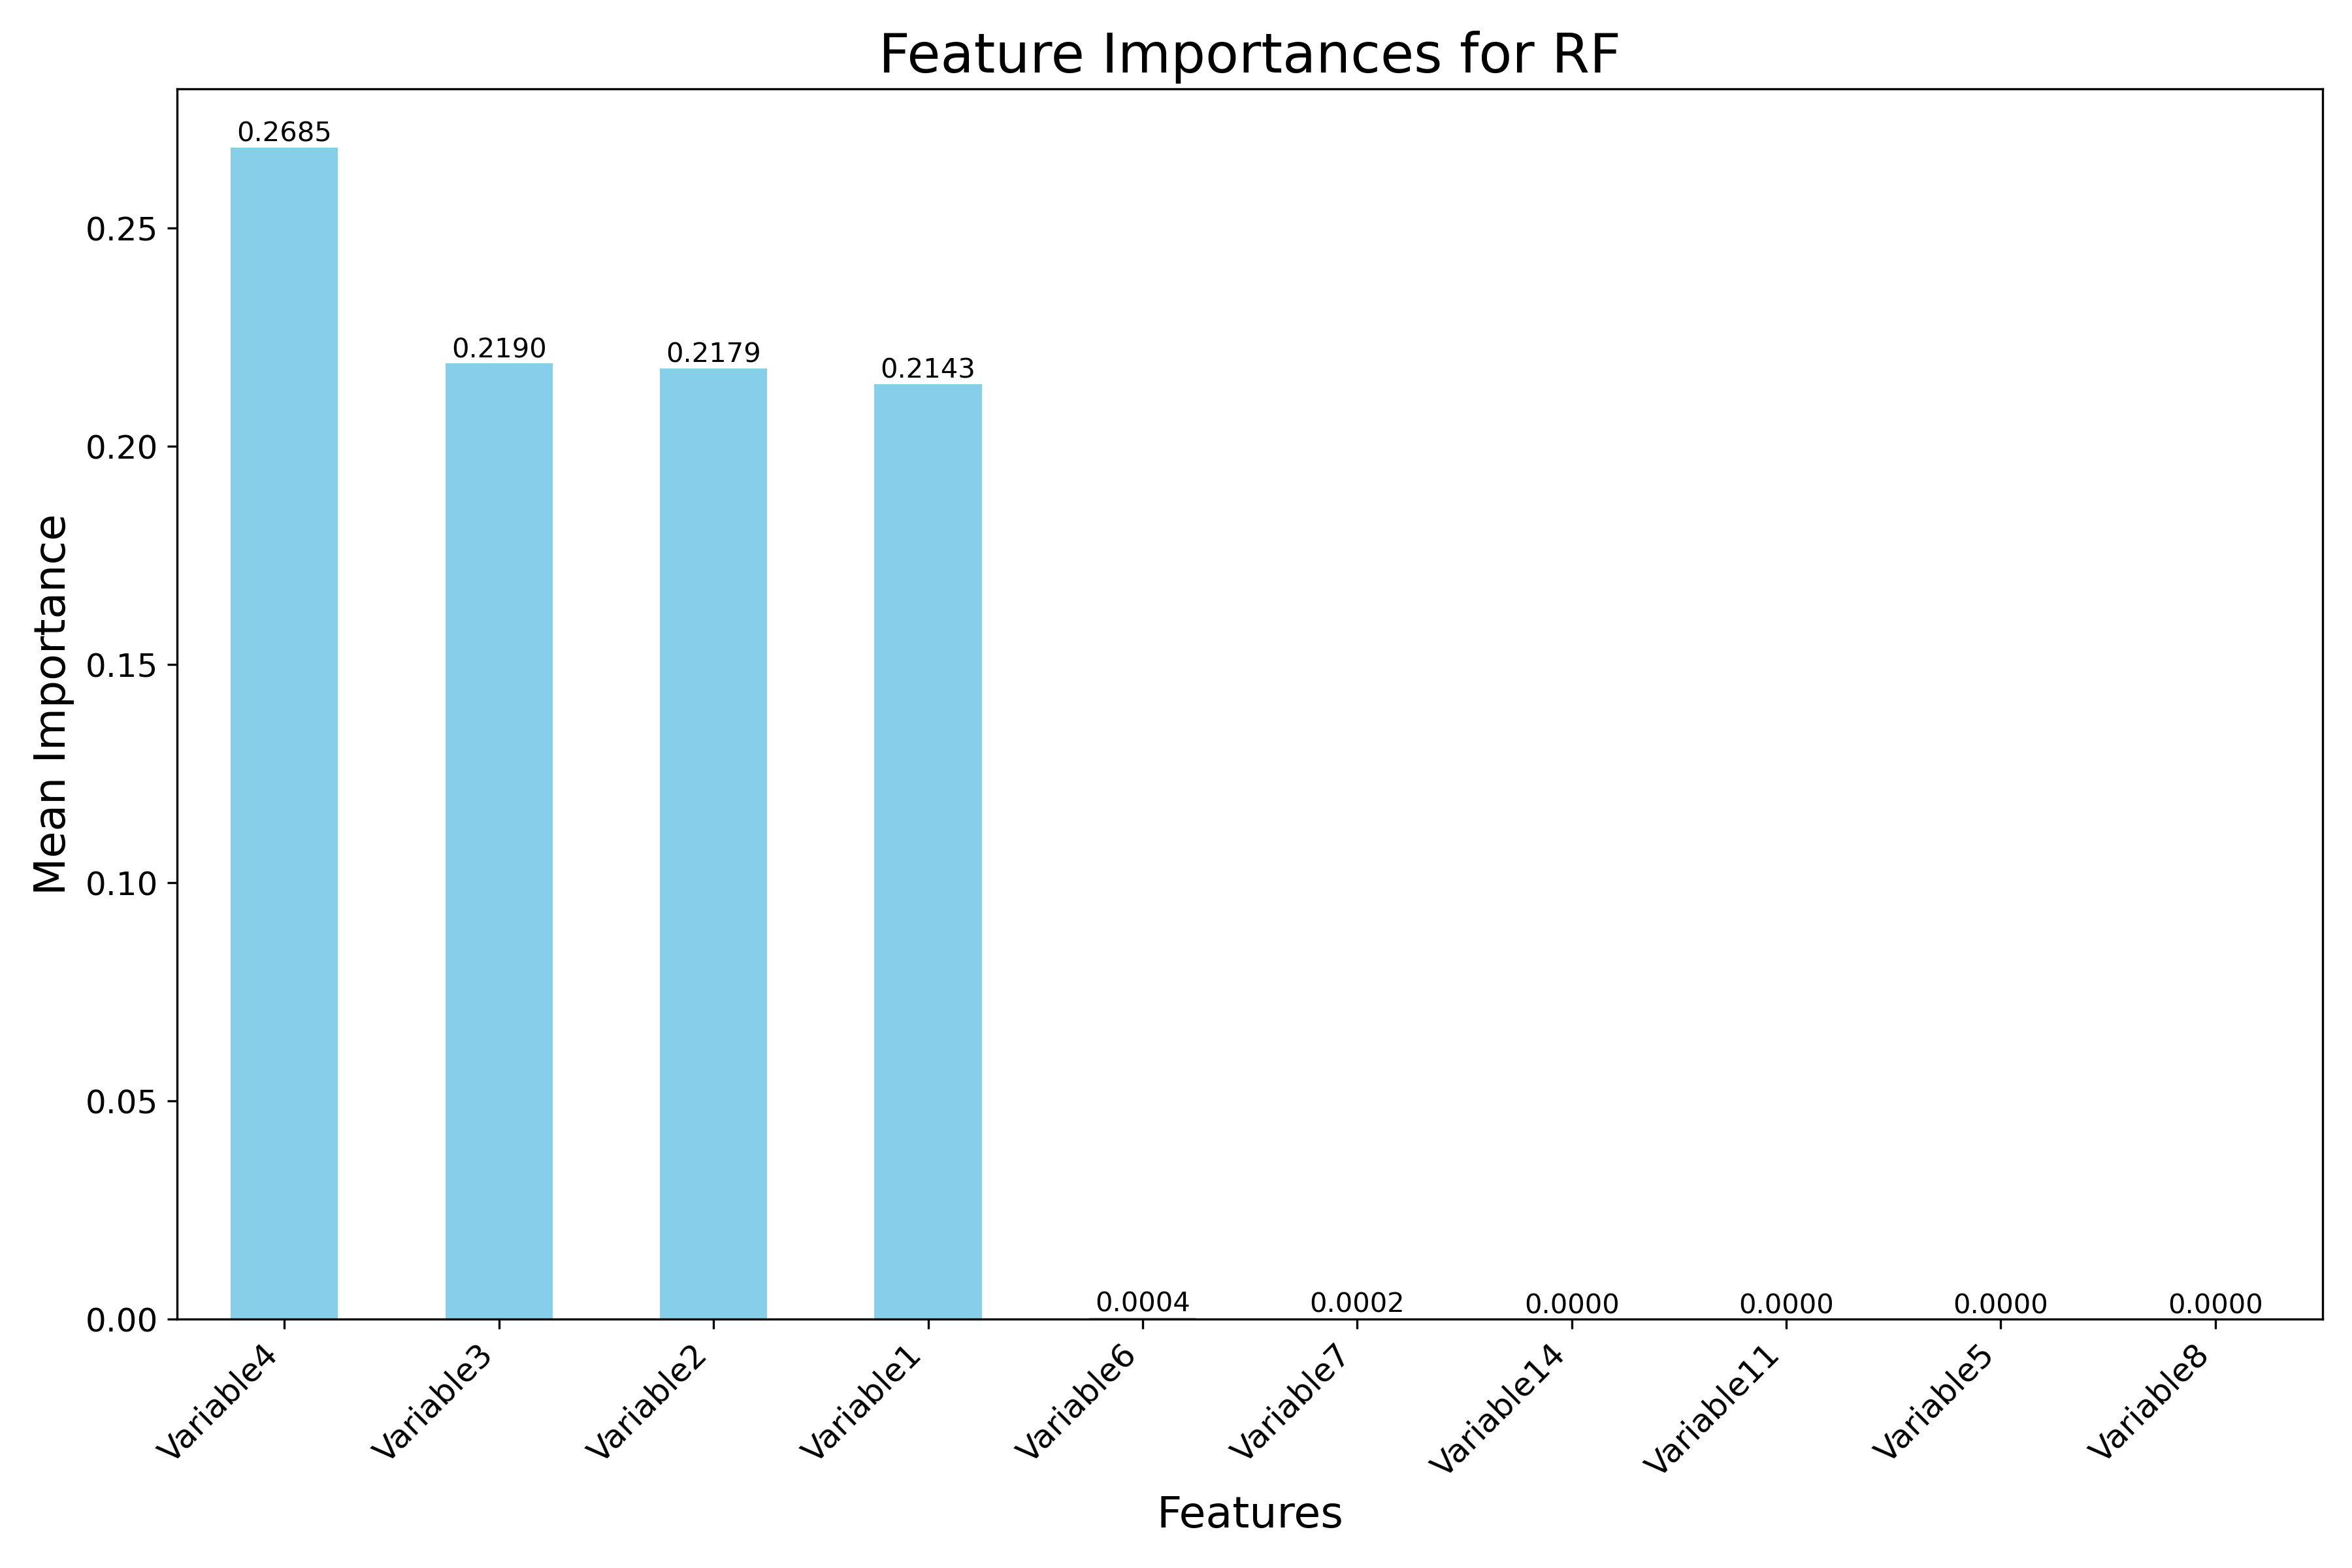 Feature Importances for RF
0.2685
0.2190
0.2179
0.2143
0.0004
0.0002
0.0000
0.0000
0.0000
0.0000
0.25
0.20
0.15
0.10
0.05
0.00
Mean Importance
Variable4
Variable3
Variable2
Variable1
Variable6
Variable7
Variable14
Variable11
Variable5
Variable8
Features